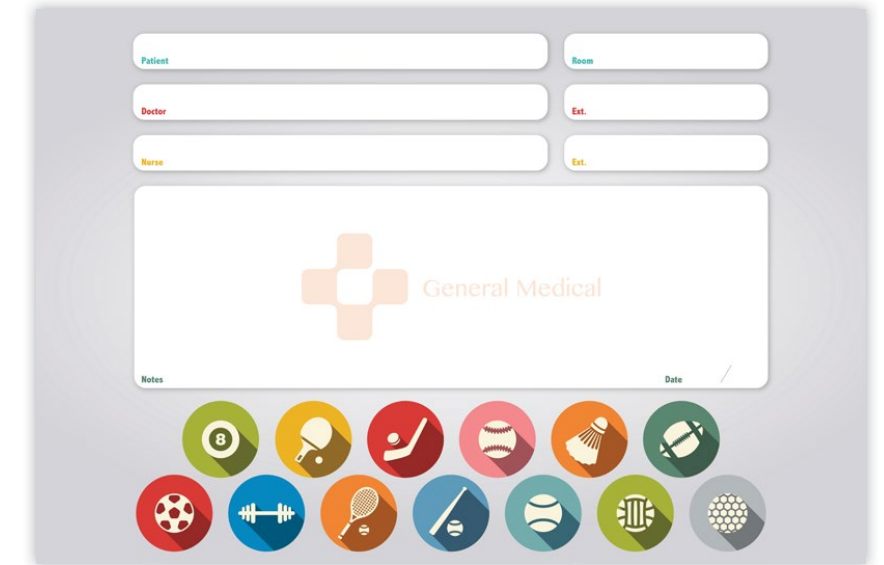 Patient
Room
Doctor
Ext.
Nurse
Ext.
General Medical
Notes
Date /
8